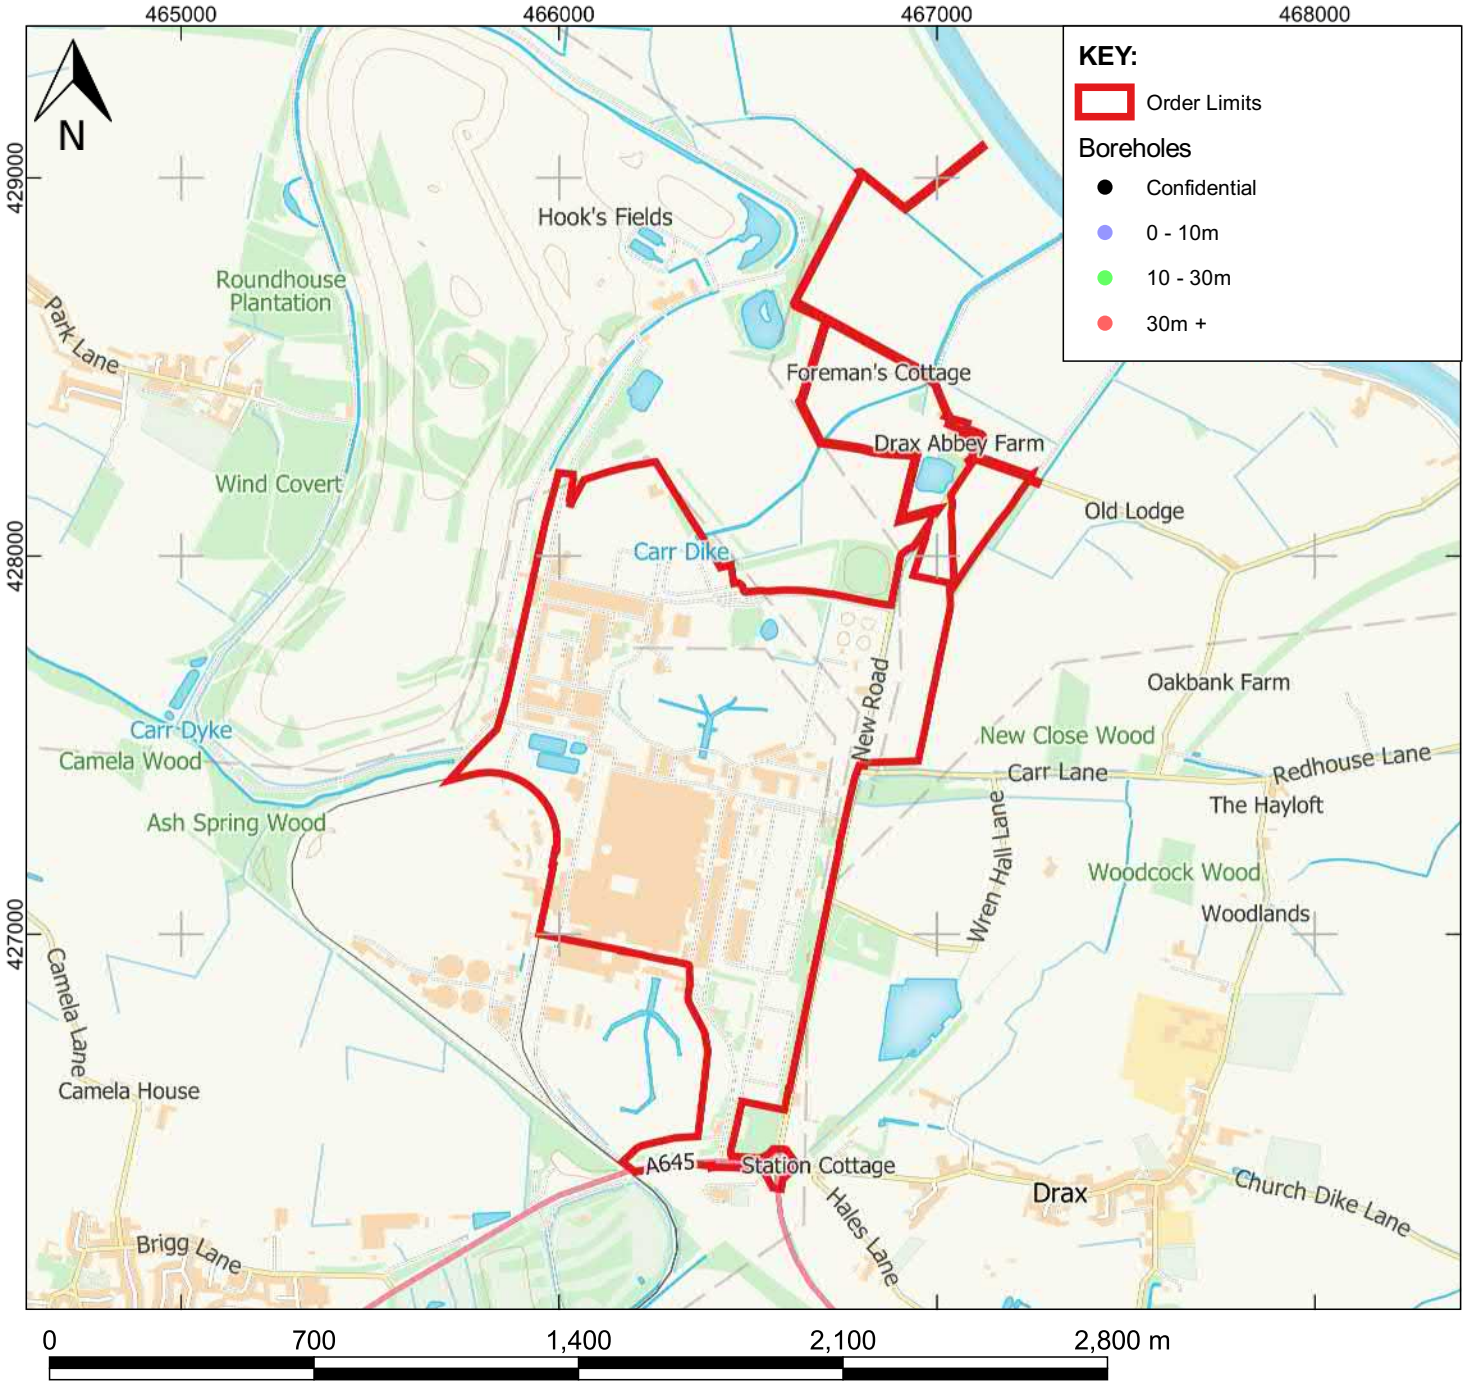 465000
466000
467000
468000
429000
428000
427000
N
KEY:
Order Limits
Boreholes
Confidential
0 - 10m
10 - 30m
30m +
Hook's Fields
Roundhouse
Plantation
Park Lane
Foreman's Cottage
Drax Abbey Farm
Wind Covert
Old Lodge
Carr Dike
Oakbank Farm
New Road
Carr Dyke
Camela Wood
New Close Wood
Carr Lane
Redhouse Lane
The Hayloft
Ash Spring Wood
Wren Hall Lane
Woodcock Wood
Woodlands
Camela Lane
Camela House
A645
Station Cottage
Drax
Church Dike Lane
Hales Lane
Brigg Lane
0
700
1,400
2,100
2,800 m